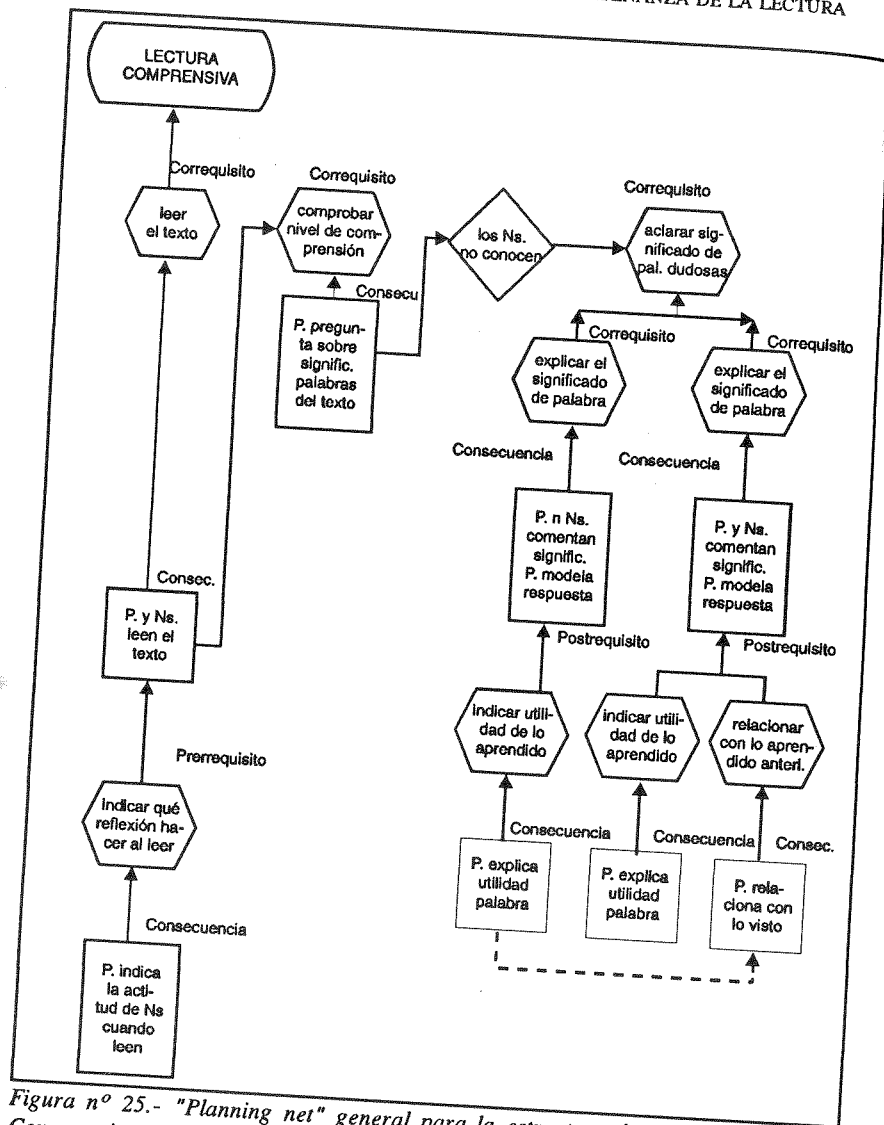 DE LA LECTURA
LECTURA
COMPRENSIVA
Correquisito
leer
el texto
Correquisito
comprobar
nivel de com-
prensión
Consecu
P. pregun-
ta sobre
signific.
palabras
del texto
los Ns.
no conocen
Correquisito
aclarar sig-
nificado de
pal. dudosas
Correquisito
explicar el
significado
de palabra
Correquisito
explicar el
significado
de palabra
Consecuencia
Consecuencia
P. n Ns.
comentan
signific.
P. modela
respuesta
P. y Ns.
comentan
signific.
P. modela
respuesta
Consec.
P. y Ns.
leen el
texto
Postrequisito
Postrequisito
indicar utili-
dad de lo
aprendido
indicar utili-
dad de lo
aprendido
relacionar
con lo apren-
dido anteri.
Prerrequisito
indicar qué
reflexión ha-
cer al leer
Consecuencia
Consecuencia
Consec.
P. explica
utilidad
palabra
P. explica
utilidad
palabra
P. rela-
ciona con
lo visto
Consecuencia
P. indica
la acti-
tud de Ns
cuando
leen
Figura nº 25.- "Planning net" general para la